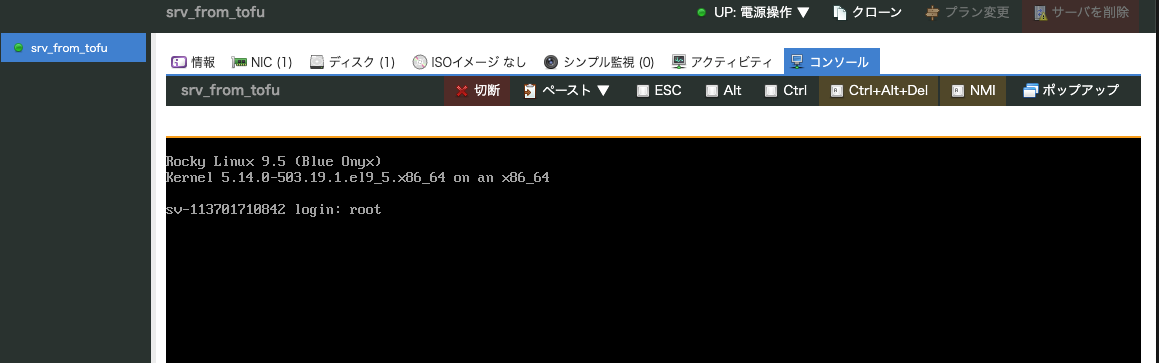 srv_from_tofu UP: 電源操作 ▼ クローン プラン変更 サーバを削除
srv_from_tofu
情報 NIC (1) ディスク (1) ISOイメージ なし シンプル監視 (0) アクティビティ コンソール
srv_from_tofu 切断 ペースト ▼ ESC Alt Ctrl Ctrl+Alt+Del NMI ポップアップ
Rocky Linux 9.5 (Blue Onyx)
Kernel 5.14.0-503.19.1.el9_5.x86_64 on an x86_64
sv-113701710842 login: root